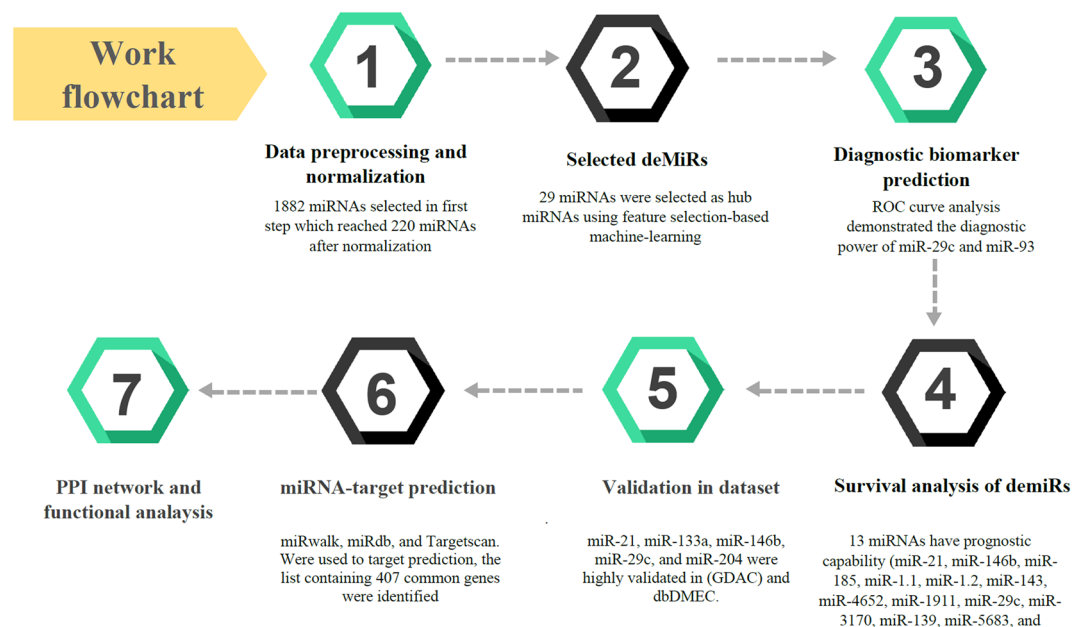 Work
flowchart
1
Data preprocessing and
normalization
1882 miRNAs selected in first
step which reached 220 miRNAs
after normalization
2
Selected deMiRs
29 miRNAs were selected as hub
miRNAs using feature selection-based
machine-learning
3
Diagnostic biomarker
prediction
ROC curve analysis
demonstrated the diagnostic
power of miR-29c and miR-93
4
Survival analysis of demiRs
13 miRNAs have prognostic
capability (miR-21, miR-146b, miR-
185, miR-1.1, miR-1.2, miR-143,
miR-4652, miR-1911, miR-29c, miR-
3170, miR-139, miR-5683, and
5
Validation in dataset
miR-21, miR-133a, miR-146b,
miR-29c, and miR-204 were
highly validated in (GDAC) and
dbDMEC.
6
miRNA-target prediction
miRwalk, miRdb, and Targetscan.
Were used to target prediction, the
list containing 407 common genes
were identified
7
PPI network and
functional analaysis